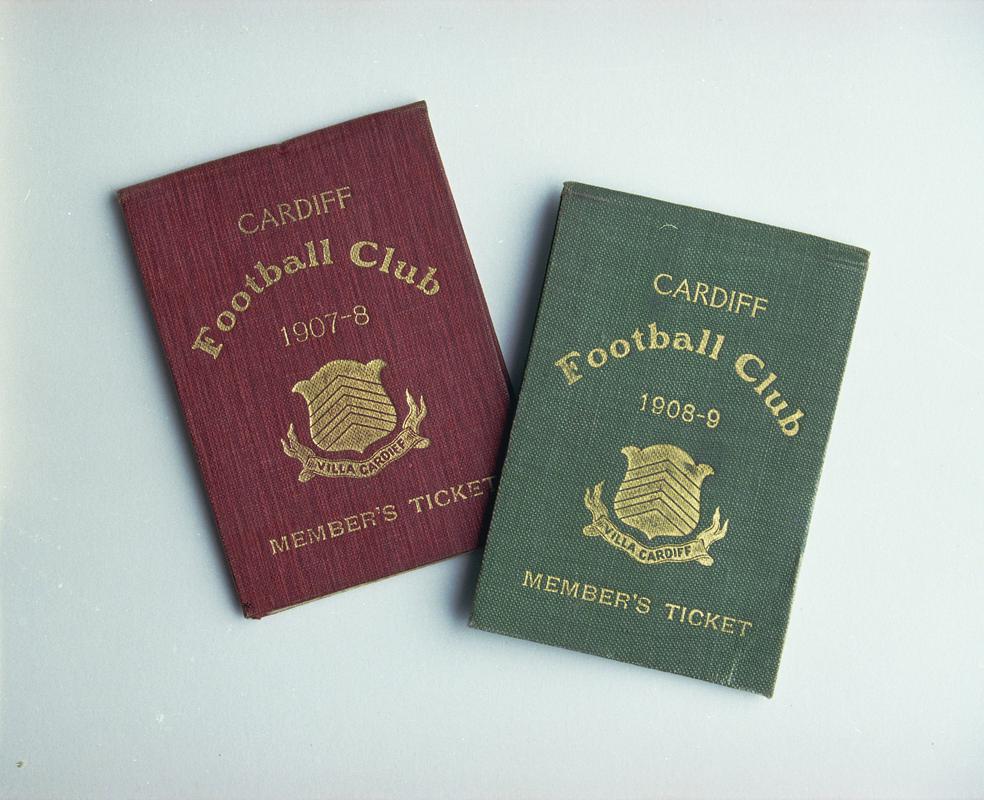 CARDIFF
Football Club
1907-8
VILLA CARDIFF
MEMBER'S TICKET
CARDIFF
Football Club
1908-9
VILLA CARDIFF
MEMBER'S TICKET